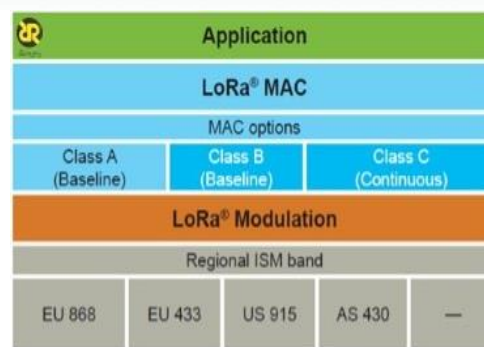 Application
LoRa® MAC
MAC options
Class A
(Baseline)
Class B
(Baseline)
Class C
(Continuous)
LoRa® Modulation
Regional ISM band
EU 868
EU 433
US 915
AS 430
—